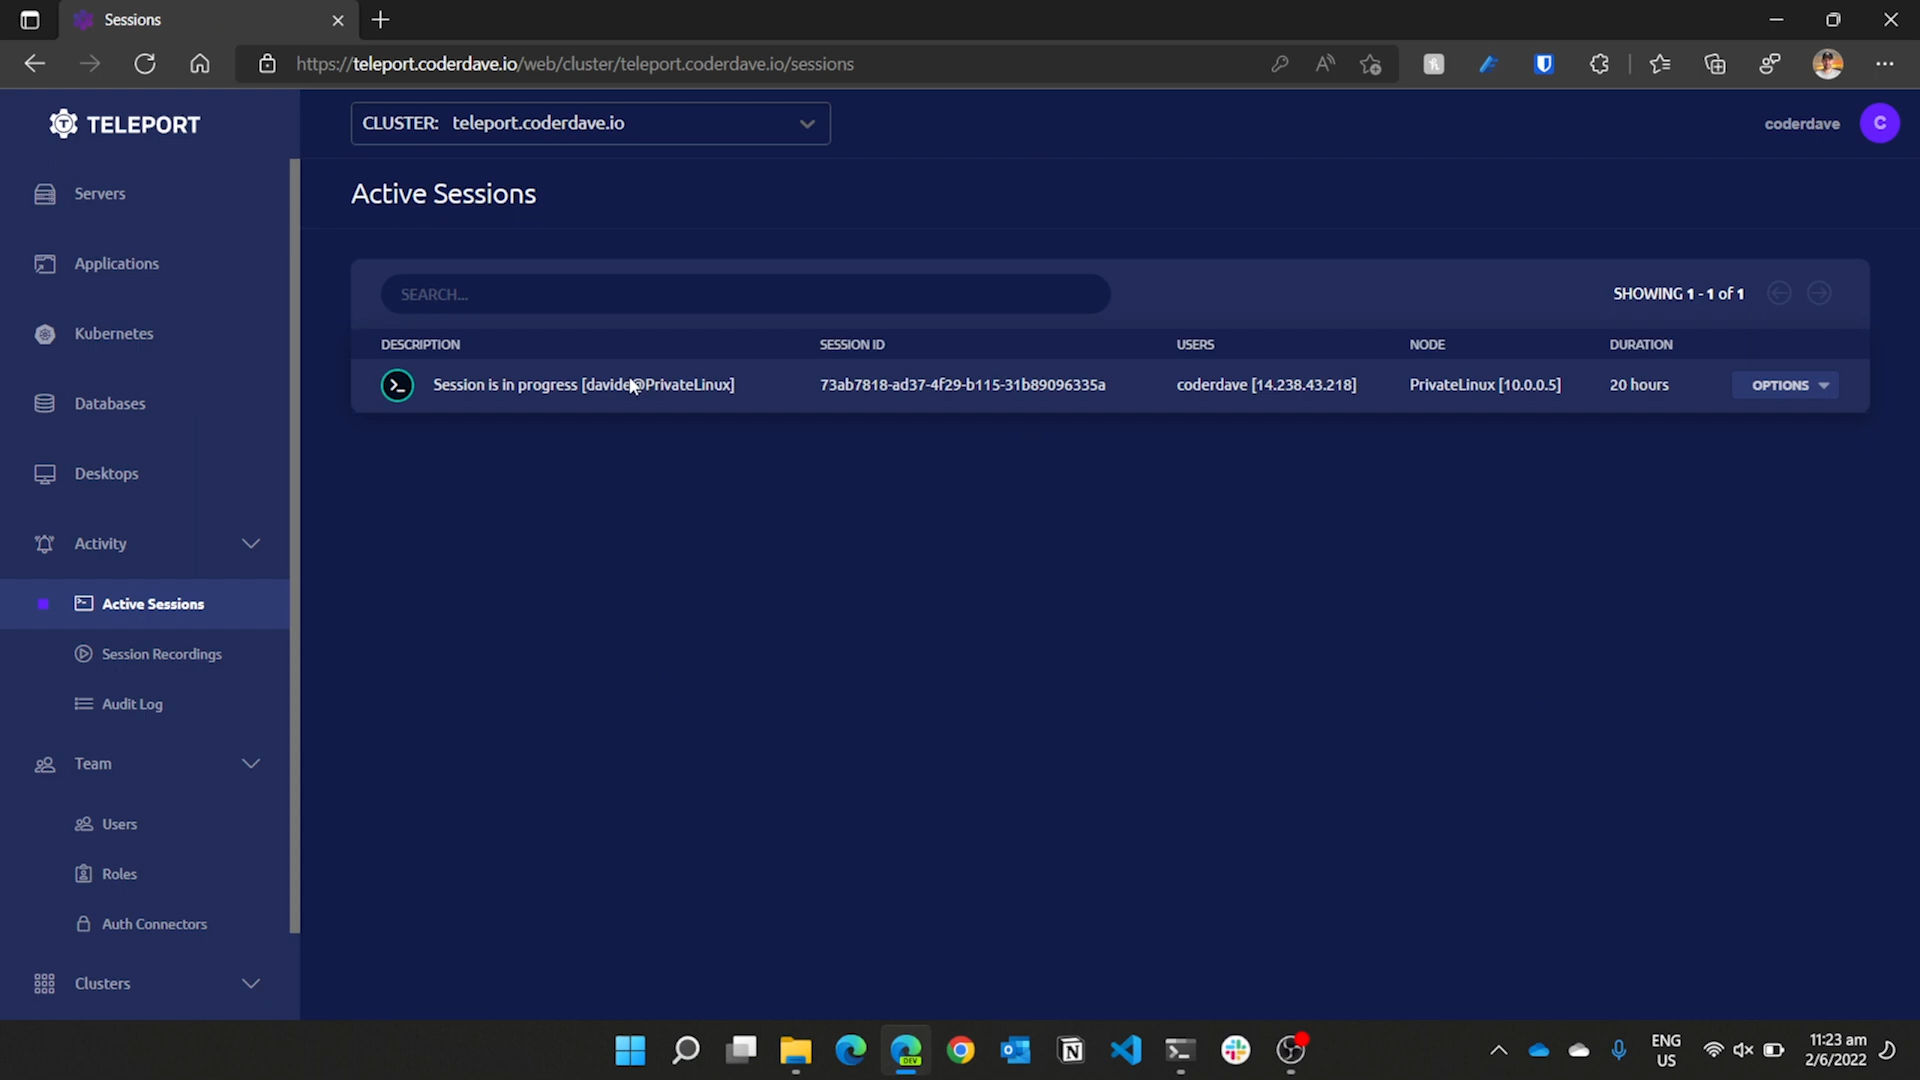 Sessions
https://teleport.coderdave.io/web/cluster/teleport.coderdave.io/sessions
TELEPORT
CLUSTER: teleport.coderdave.io
coderdave
C
Servers
Applications
Kubernetes
Databases
Desktops
Activity
Active Sessions
Session Recordings
Audit Log
Team
Users
Roles
Auth Connectors
Clusters
Active Sessions
SEARCH...
SHOWING 1 - 1 of 1
DESCRIPTION SESSION ID USERS NODE DURATION
Session is in progress [davide@PrivateLinux] 73ab7818-ad37-4f29-b115-31b89096335a coderdave [14.238.43.218] PrivateLinux [10.0.0.5] 20 hours OPTIONS
DEV
ENG
US
11:23 am
2/6/2022